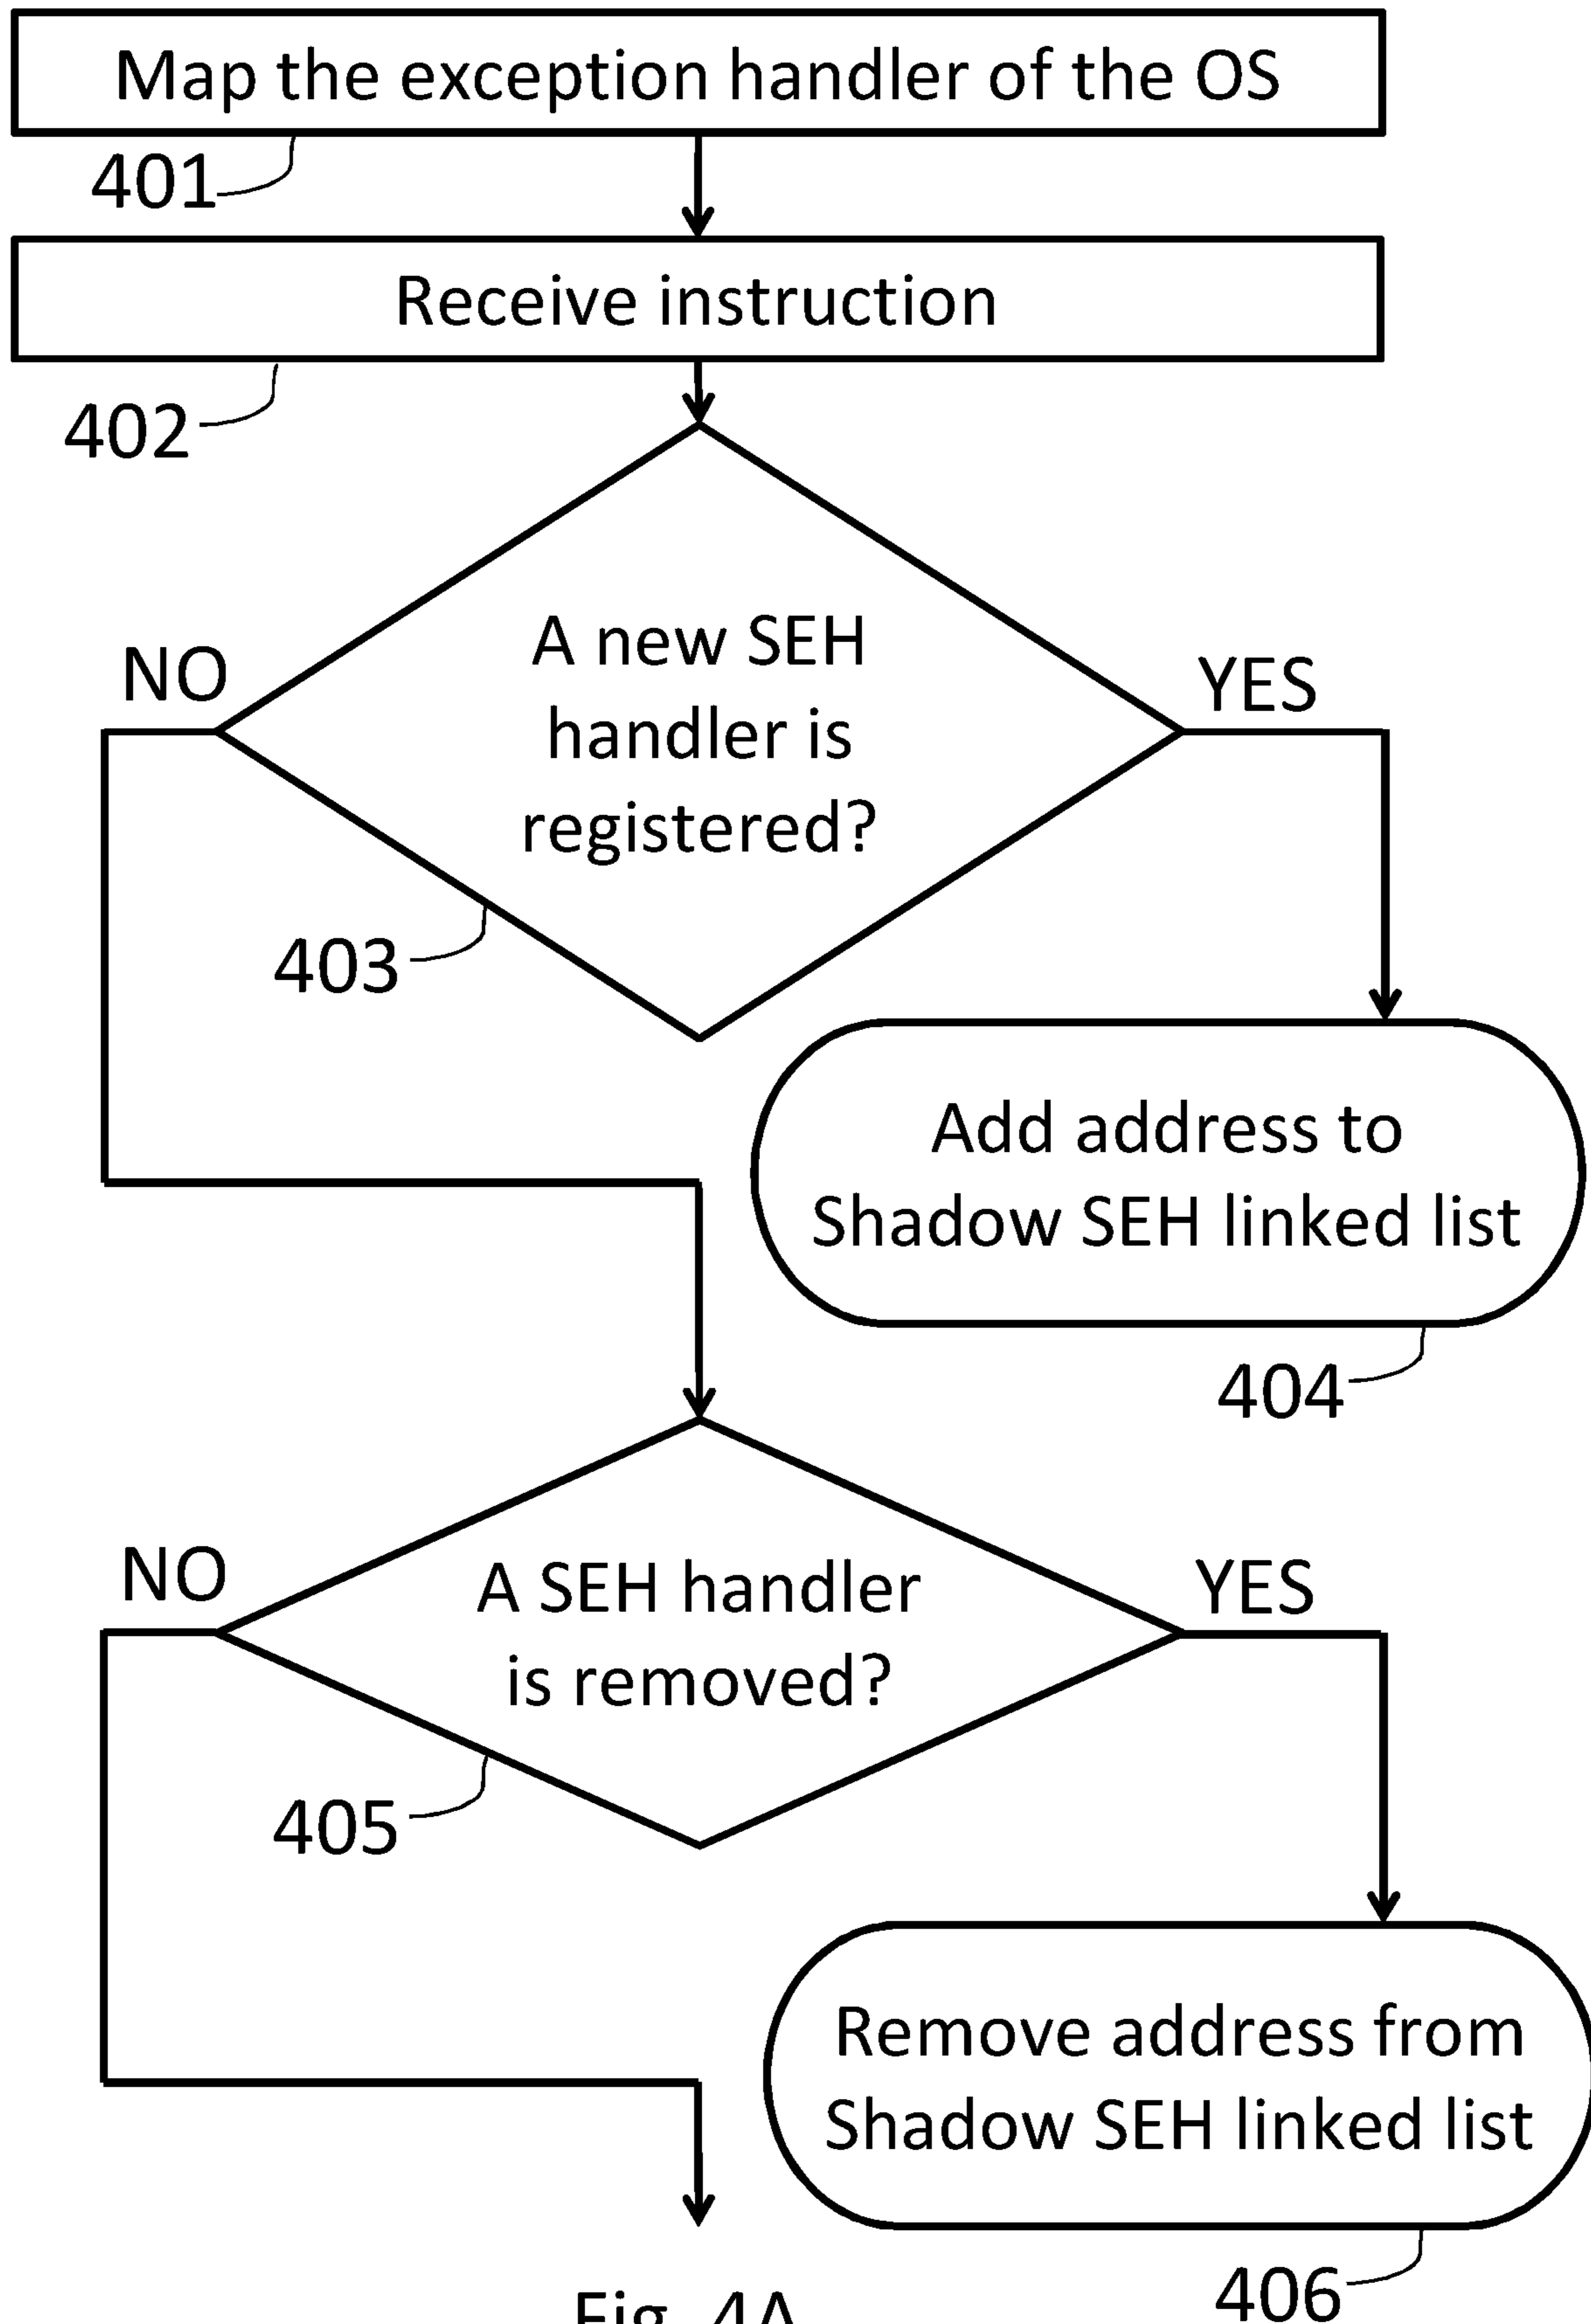 Map the exception handler of the OS
401
Receive instruction
402
A new SEH
handler is
registered?
NO
YES
403
Add address to
Shadow SEH linked list
404
A SEH handler
is removed?
NO
YES
405
Remove address from
Shadow SEH linked list
406
Fig. 4A